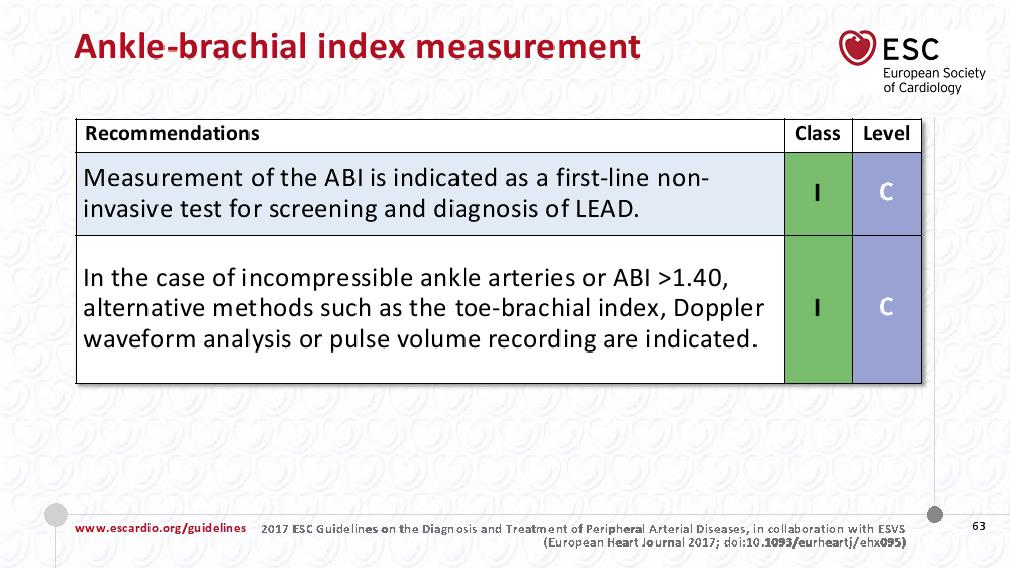 Ankle-brachial index measurement
ESC
European Society
of Cardiology
Recommendations Class Level
Measurement of the ABI is indicated as a first-line non-
invasive test for screening and diagnosis of LEAD.
I C
In the case of incompressible ankle arteries or ABI >1.40,
alternative methods such as the toe-brachial index, Doppler
waveform analysis or pulse volume recording are indicated.
I C
www.escardio.org/guidelines 2017 ESC Guidelines on the Diagnosis and Treatment of Peripheral Arterial Diseases, in collaboration with ESVS
(European Heart Journal 2017; doi:10.1093/eurheartj/ehx095)
63